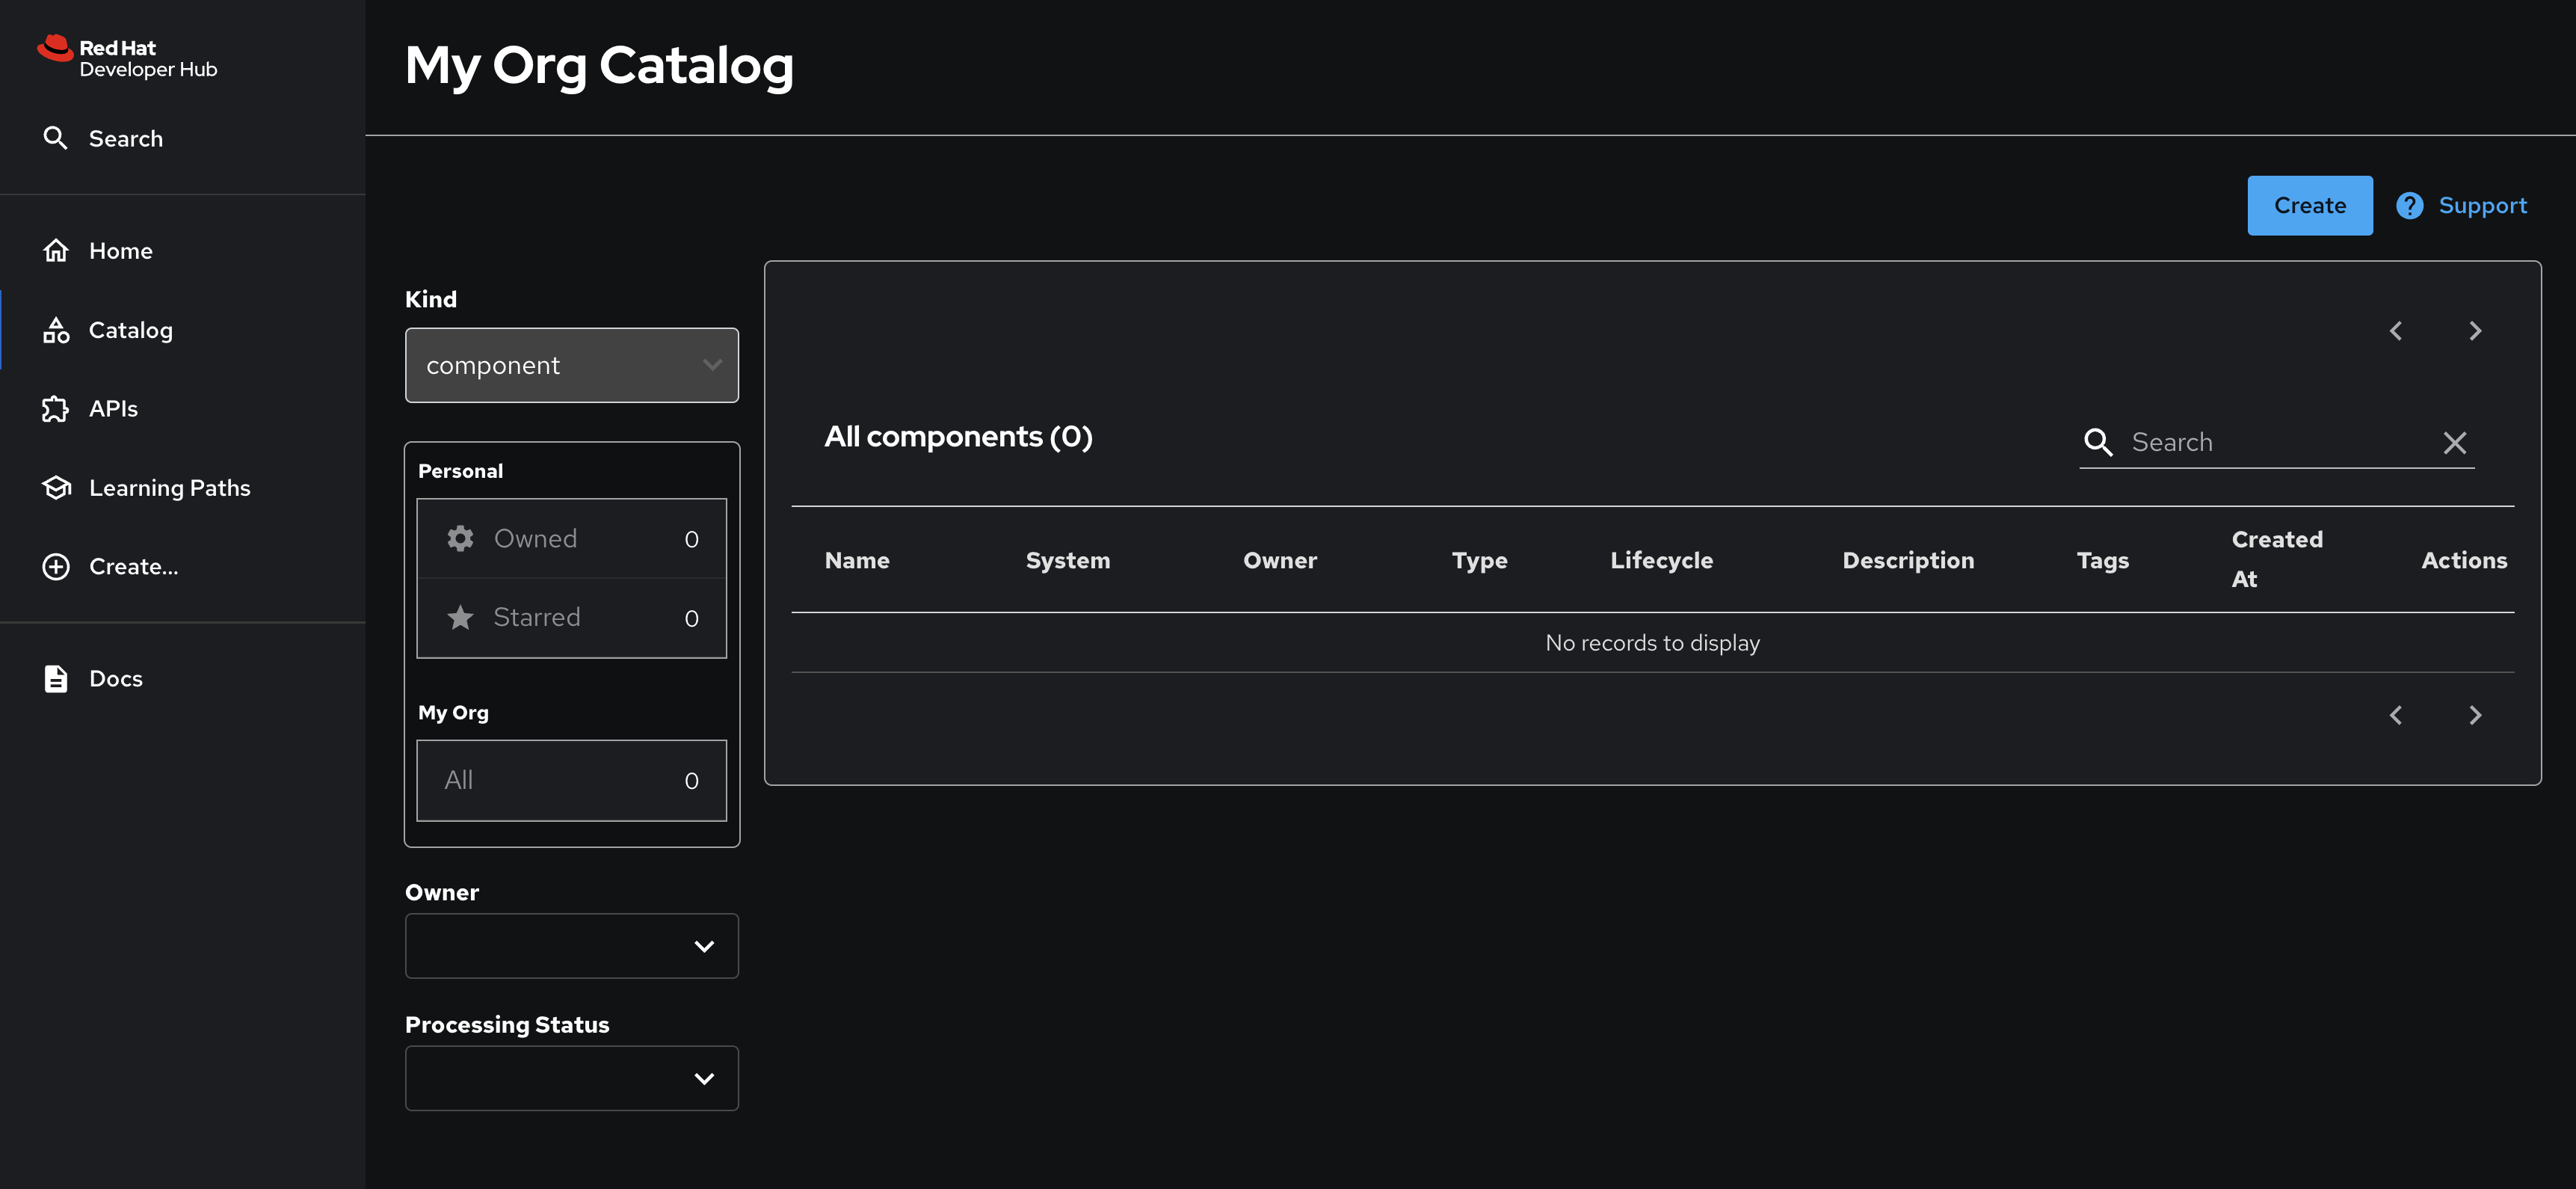 Red Hat
Developer Hub
Search
Home
Catalog
APIs
Learning Paths
Create...
Docs
My Org Catalog
Create
Support
Kind
component
Personal
Owned 0
Starred 0
My Org
All 0
Owner
Processing Status
All components (0)
Search
Name System Owner Type Lifecycle Description Tags Created At Actions
No records to display